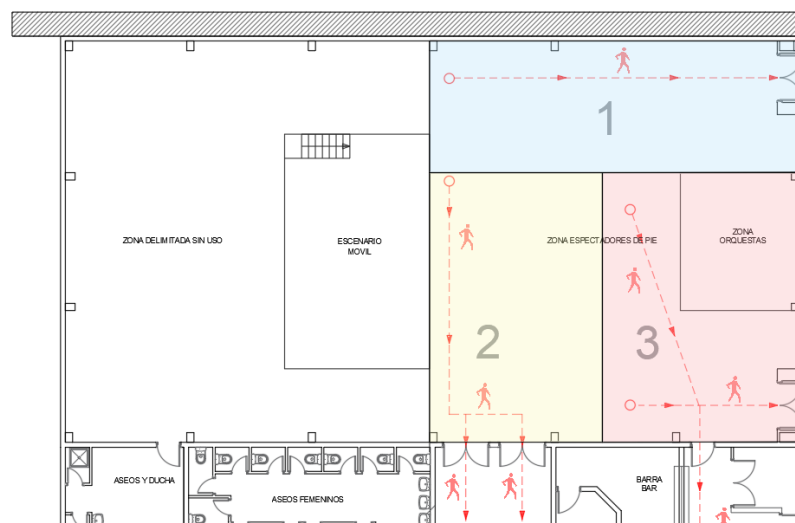 1
ZONA DELIMITADA SIN USO
ESCENARIO
MOVIL
ZONA ESPECTADORES DE PIE
ZONA
ORQUESTAS
2
3
ASEOS Y DUCHA
ASEOS FEMENINOS
BARRA
BAR